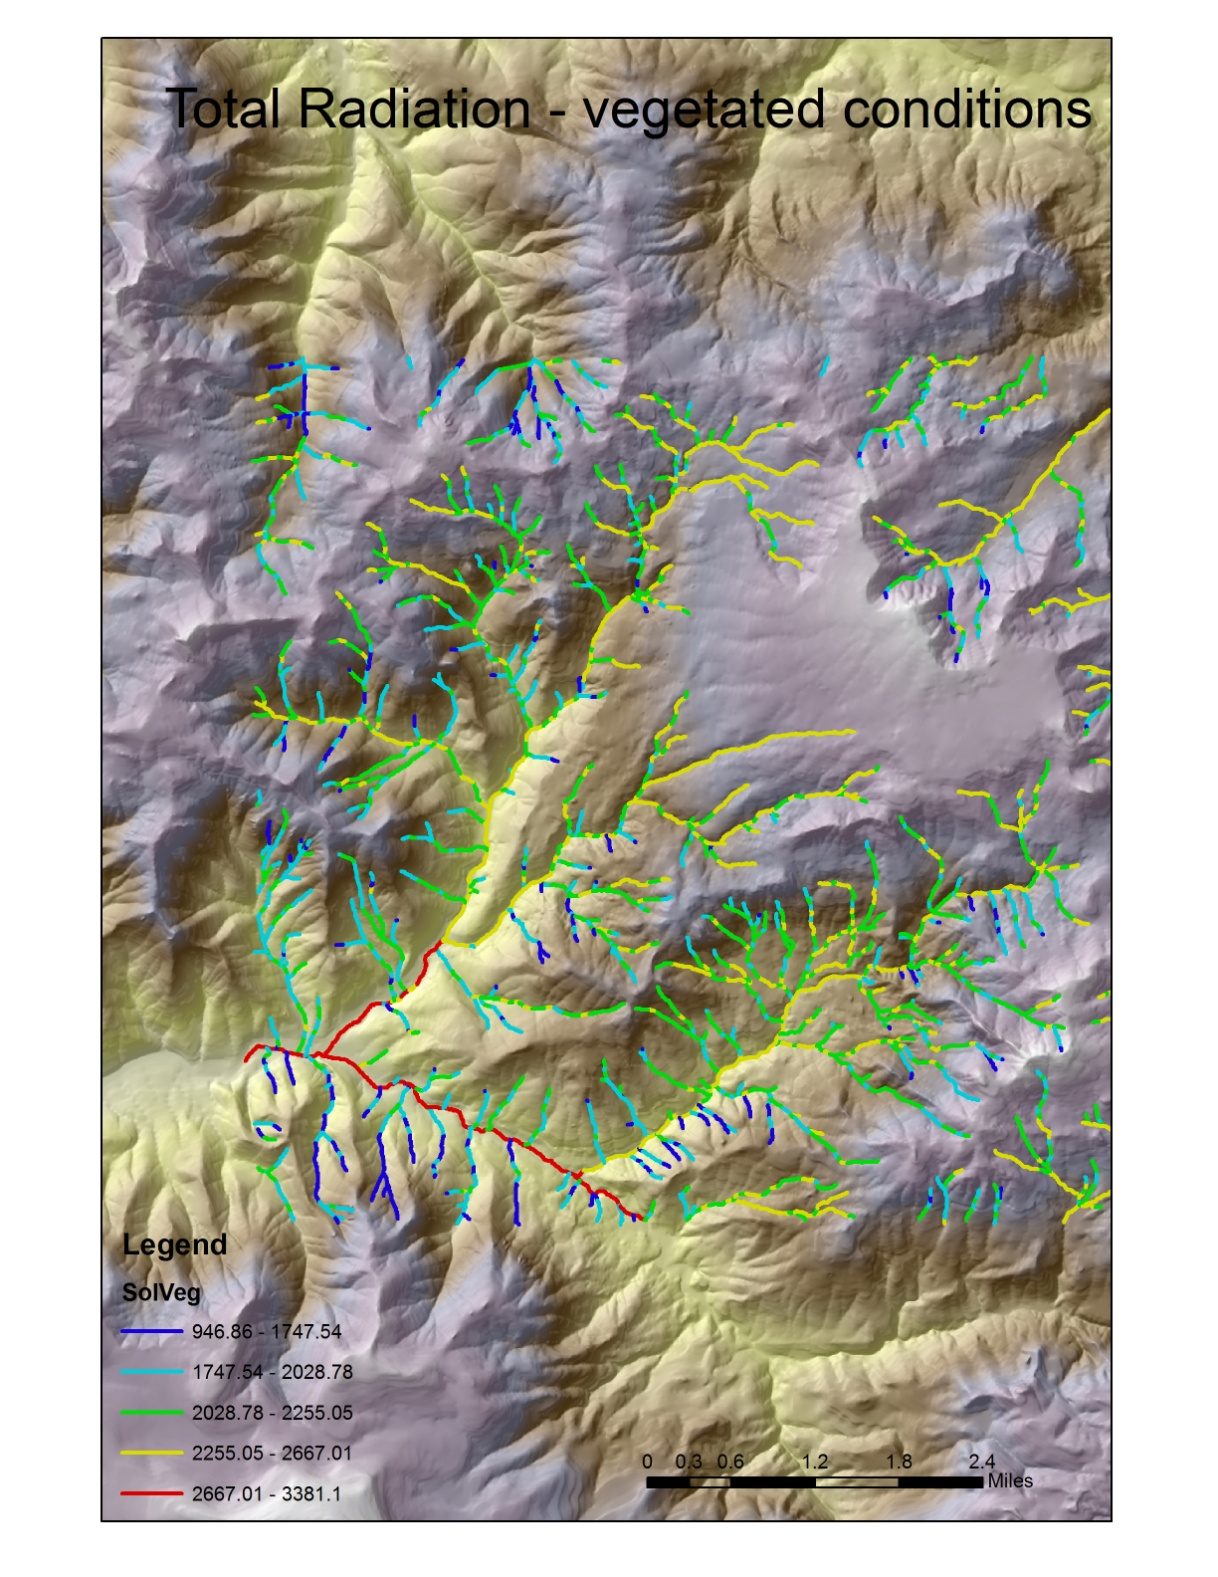 Total Radiation - vegetated conditions
Legend
SolVeg
946.86 - 1747.54
1747.54 - 2028.78
2028.78 - 2255.05
2255.05 - 2667.01
2667.01 - 3381.1
0 0.3 0.6 1.2 1.8 2.4
Miles